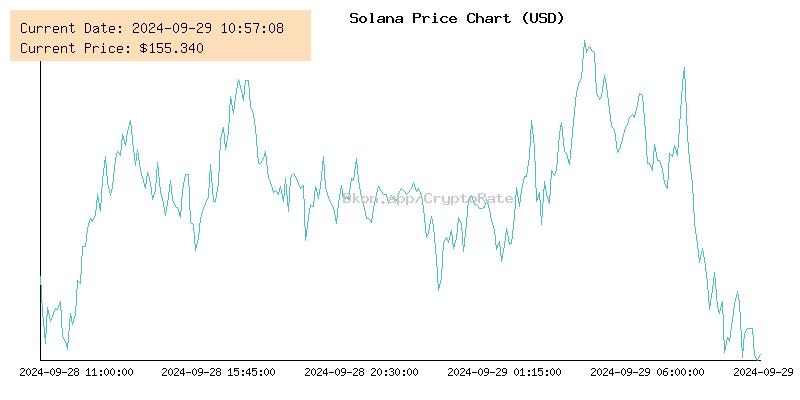 Solana Price Chart (USD)
Current Date: 2024-09-29 10:57:08
Current Price: $155.340
8kon.app/CryptoRate
2024-09-28 11:00:00 2024-09-28 15:45:00 2024-09-28 20:30:00 2024-09-29 01:15:00 2024-09-29 06:00:00 2024-09-29